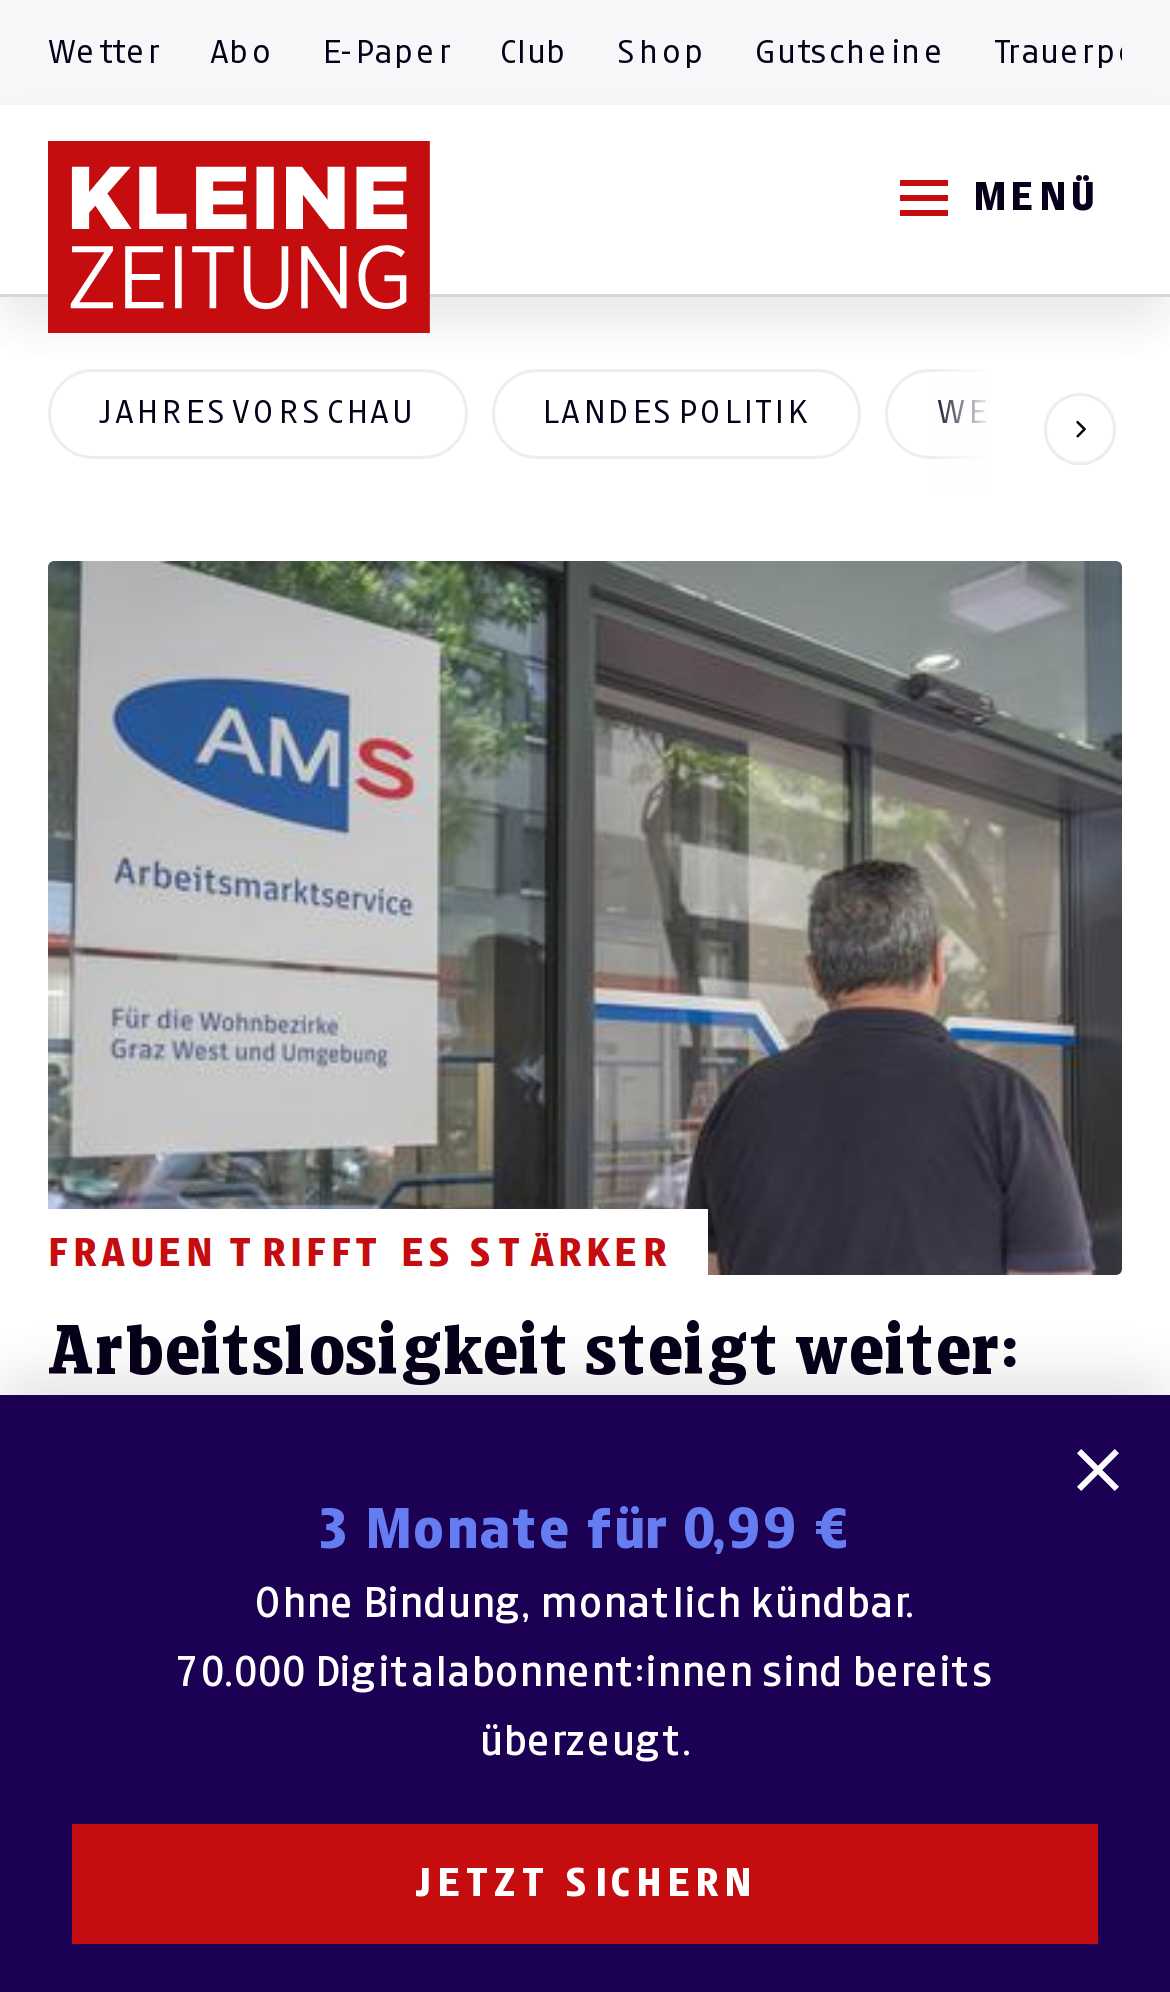 Wetter Abo E-Paper Club Shop Gutscheine Trauerp
KLEINE
ZEITUNG
MENÜ
JAHRESVORSCHAU LANDESPOLITIK WE
AMS
Arbeitsmarktservice
Für die Wohnbezirke
Graz West und Umgebung
FRAUEN TRIFFT ES STÄRKER
Arbeitslosigkeit steigt weiter:
3 Monate für 0,99 €
Ohne Bindung, monatlich kündbar.
70.000 Digitalabonnent:innen sind bereits
überzeugt.
JETZT SICHERN